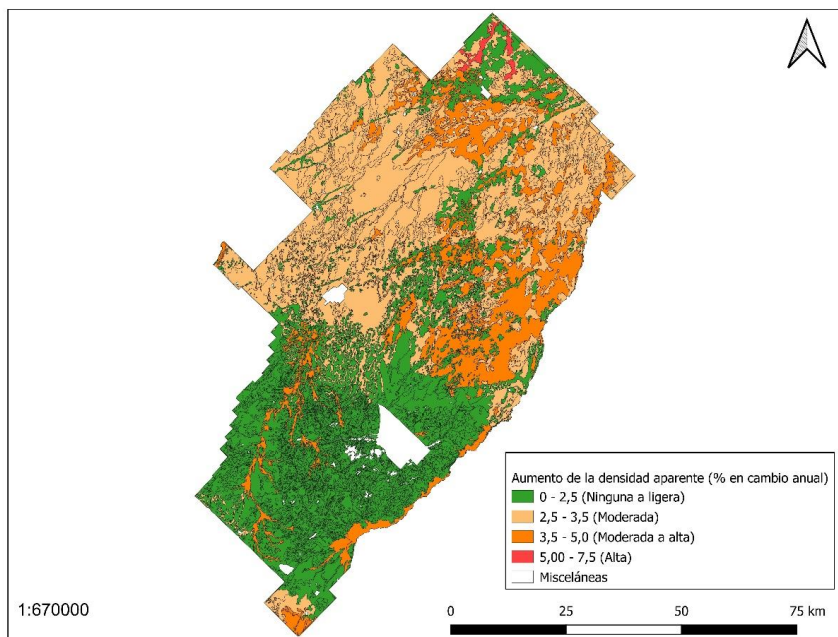 Aumento de la densidad aparente (% en cambio anual)
0 - 2,5 (Ninguna a ligera)
2,5 - 3,5 (Moderada)
3,5 - 5,0 (Moderada a alta)
5,00 - 7,5 (Alta)
Misceláneas
1:670000
0 25 50 75 km